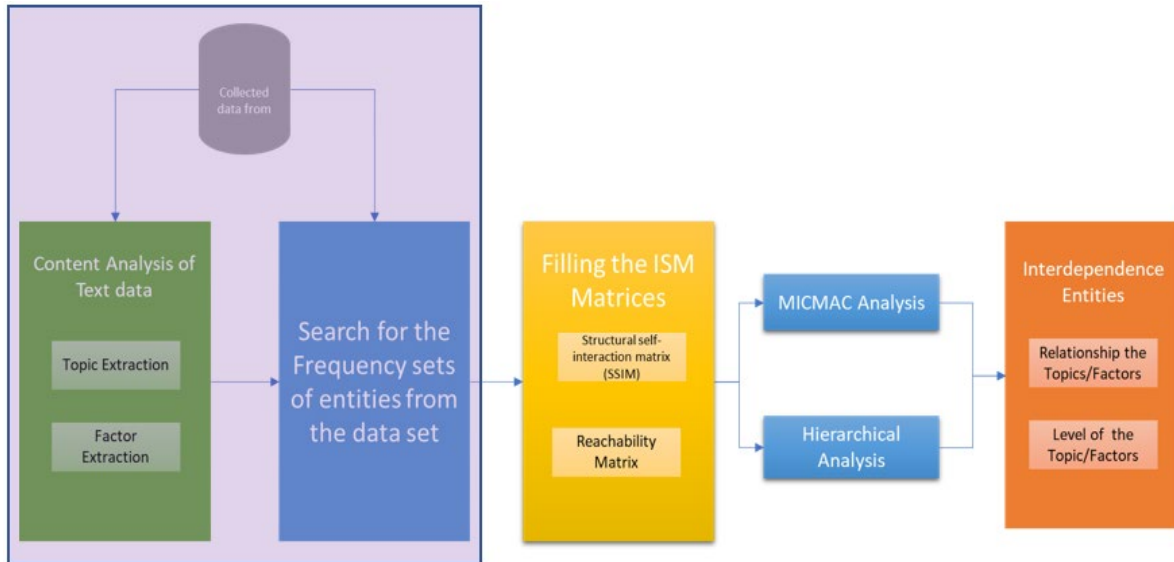 Collected
data from
Content Analysis of
Text data
Topic Extraction
Factor
Extraction
Search for the
Frequency sets
of entities from
the data set
Filling the ISM
Matrices
Structural self-
interaction matrix
(SSIM)
Reachability
Matrix
MICMAC Analysis
Hierarchical
Analysis
Interdependence
Entities
Relationship the
Topics/Factors
Level of the
Topic/Factors